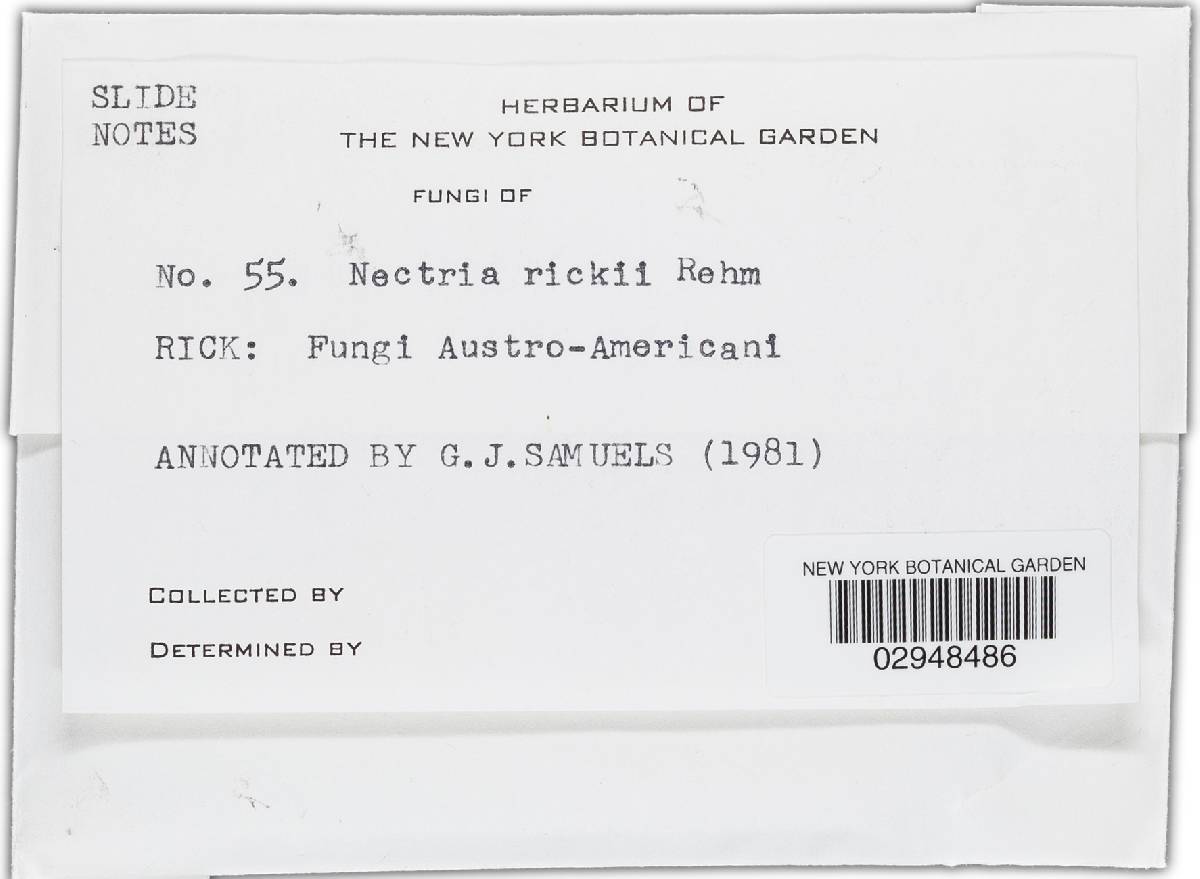 SLIDE
NOTES
HERBARIUM OF
THE NEW YORK BOTANICAL GARDEN
FUNGI OF
No. 55. Nectria rickii Rehm
RICK: Fungi Austro-Americani
ANNOTATED BY G.J.SAMUELS (1981)
COLLECTED BY
DETERMINED BY
NEW YORK BOTANICAL GARDEN
02948486